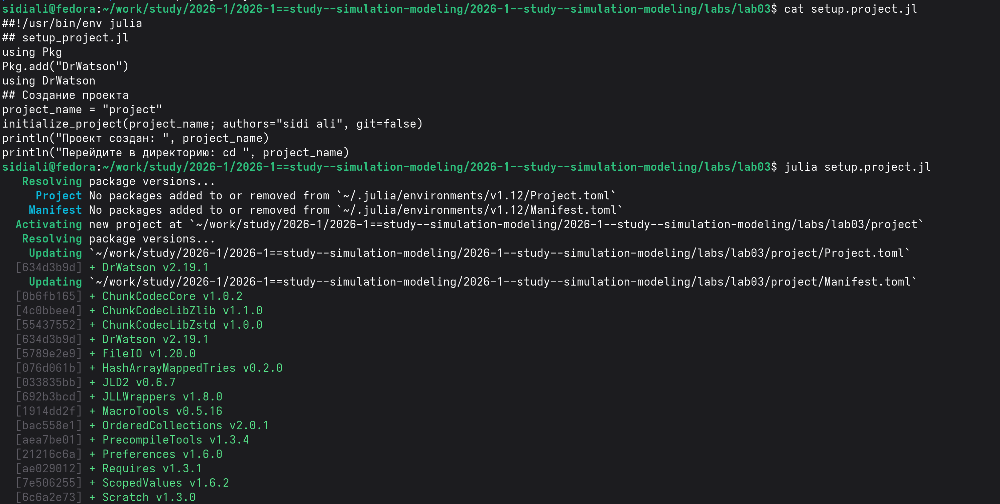 sidiali@fedora:~/work/study/2026-1/2026-1==study--simulation-modeling/2026-1--study--simulation-modeling/labs/lab03$ cat setup.project.jl
##!/usr/bin/env julia
## setup_project.jl
using Pkg
Pkg.add("DrWatson")
using DrWatson
## Создание проекта
project_name = "project"
initialize_project(project_name; authors="sidi ali", git=false)
println("Проект создан: ", project_name)
println("Перейдите в директорию: cd ", project_name)
sidiali@fedora:~/work/study/2026-1/2026-1==study--simulation-modeling/2026-1--study--simulation-modeling/labs/lab03$ julia setup.project.jl
Resolving package versions...
Project No packages added to or removed from `~/.julia/environments/v1.12/Project.toml`
Manifest No packages added to or removed from `~/.julia/environments/v1.12/Manifest.toml`
Activating new project at `~/work/study/2026-1/2026-1==study--simulation-modeling/2026-1--study--simulation-modeling/labs/lab03/project`
Resolving package versions...
Updating `~/work/study/2026-1/2026-1==study--simulation-modeling/2026-1--study--simulation-modeling/labs/lab03/project/Project.toml`
[634d3b9d] + DrWatson v2.19.1
Updating `~/work/study/2026-1/2026-1==study--simulation-modeling/2026-1--study--simulation-modeling/labs/lab03/project/Manifest.toml`
[0b6fb165] + ChunkCodecCore v1.0.2
[4c0bbee4] + ChunkCodecLibZlib v1.1.0
[55437552] + ChunkCodecLibZstd v1.0.0
[634d3b9d] + DrWatson v2.19.1
[5789e2e9] + FileIO v1.20.0
[076d061b] + HashArrayMappedTries v0.2.0
[033835bb] + JLD2 v0.6.7
[692b3bcd] + JLLWrappers v1.8.0
[1914dd2f] + MacroTools v0.5.16
[bac558e1] + OrderedCollections v2.0.1
[aea7be01] + PrecompileTools v1.3.4
[21216c6a] + Preferences v1.6.0
[ae029012] + Requires v1.3.1
[7e506255] + ScopedValues v1.6.2
[6c6a2e73] + Scratch v1.3.0